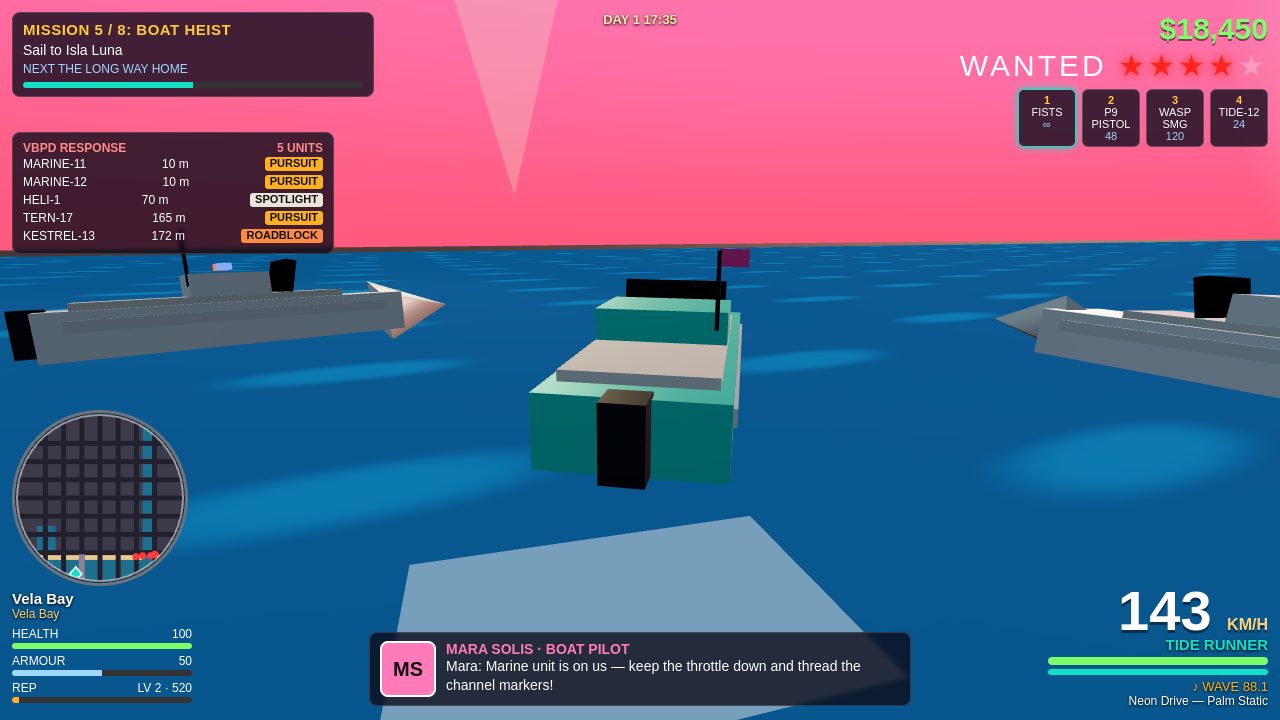 MISSION 5 / 8: BOAT HEIST
Sail to Isla Luna
NEXT THE LONG WAY HOME
DAY 1 17:35
$18,450
WANTED ★★★★★
1
FISTS
∞
2
P9
PISTOL
48
3
WASP
SMG
120
4
TIDE-12
24
VBPD RESPONSE 5 UNITS
MARINE-11 10 m PURSUIT
MARINE-12 10 m PURSUIT
HELI-1 70 m SPOTLIGHT
TERN-17 165 m PURSUIT
KESTREL-13 172 m ROADBLOCK
Vela Bay
Vela Bay
HEALTH 100
ARMOUR 50
REP LV 2 · 520
MS
MARA SOLIS · BOAT PILOT
Mara: Marine unit is on us — keep the throttle down and thread the
channel markers!
143 KM/H
TIDE RUNNER
♪ WAVE 88.1
Neon Drive — Palm Static